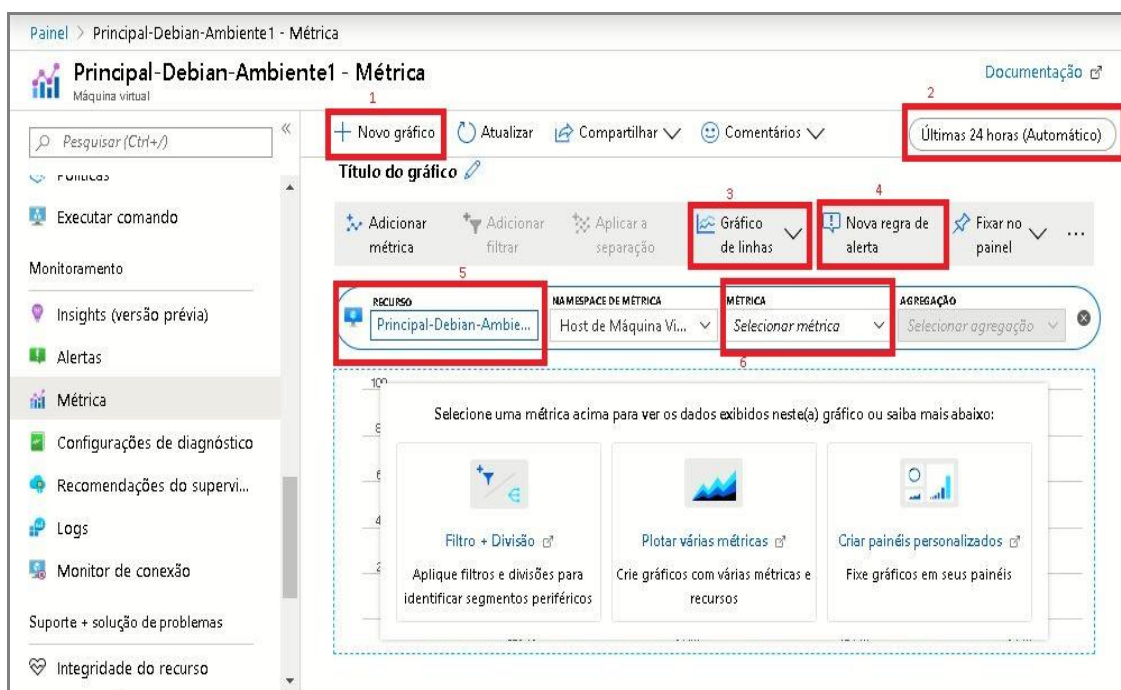 Painel > Principal-Debian-Ambiente1 - Métrica
Principal-Debian-Ambiente1 - Métrica
Máquina virtual
Documentação
1
2
Pesquisar (Ctrl+/)
«
Novo gráfico
Atualizar
Compartilhar
Comentários
Últimas 24 horas (Automático)
Políticas
Executar comando
Monitoramento
Insights (versão prévia)
Alertas
Métrica
Configurações de diagnóstico
Recomendações do supervi...
Logs
Monitor de conexão
Suporte + solução de problemas
Integridade do recurso
Título do gráfico
3
4
Adicionar métrica
Adicionar filtrar
Aplicar a separação
Gráfico de linhas
Nova regra de alerta
Fixar no painel
...
5
RECURSO
Principal-Debian-Ambie...
NAMESPACE DE MÉTRICA
Host de Máquina Vi...
MÉTRICA
Selecionar métrica
AGREGAÇÃO
Selecionar agregação
6
100
Selecione uma métrica acima para ver os dados exibidos neste(a) gráfico ou saiba mais abaixo:
Filtro + Divisão
Aplique filtros e divisões para
identificar segmentos periféricos
Plotar várias métricas
Crie gráficos com várias métricas e
recursos
Criar painéis personalizados
Fixe gráficos em seus painéis